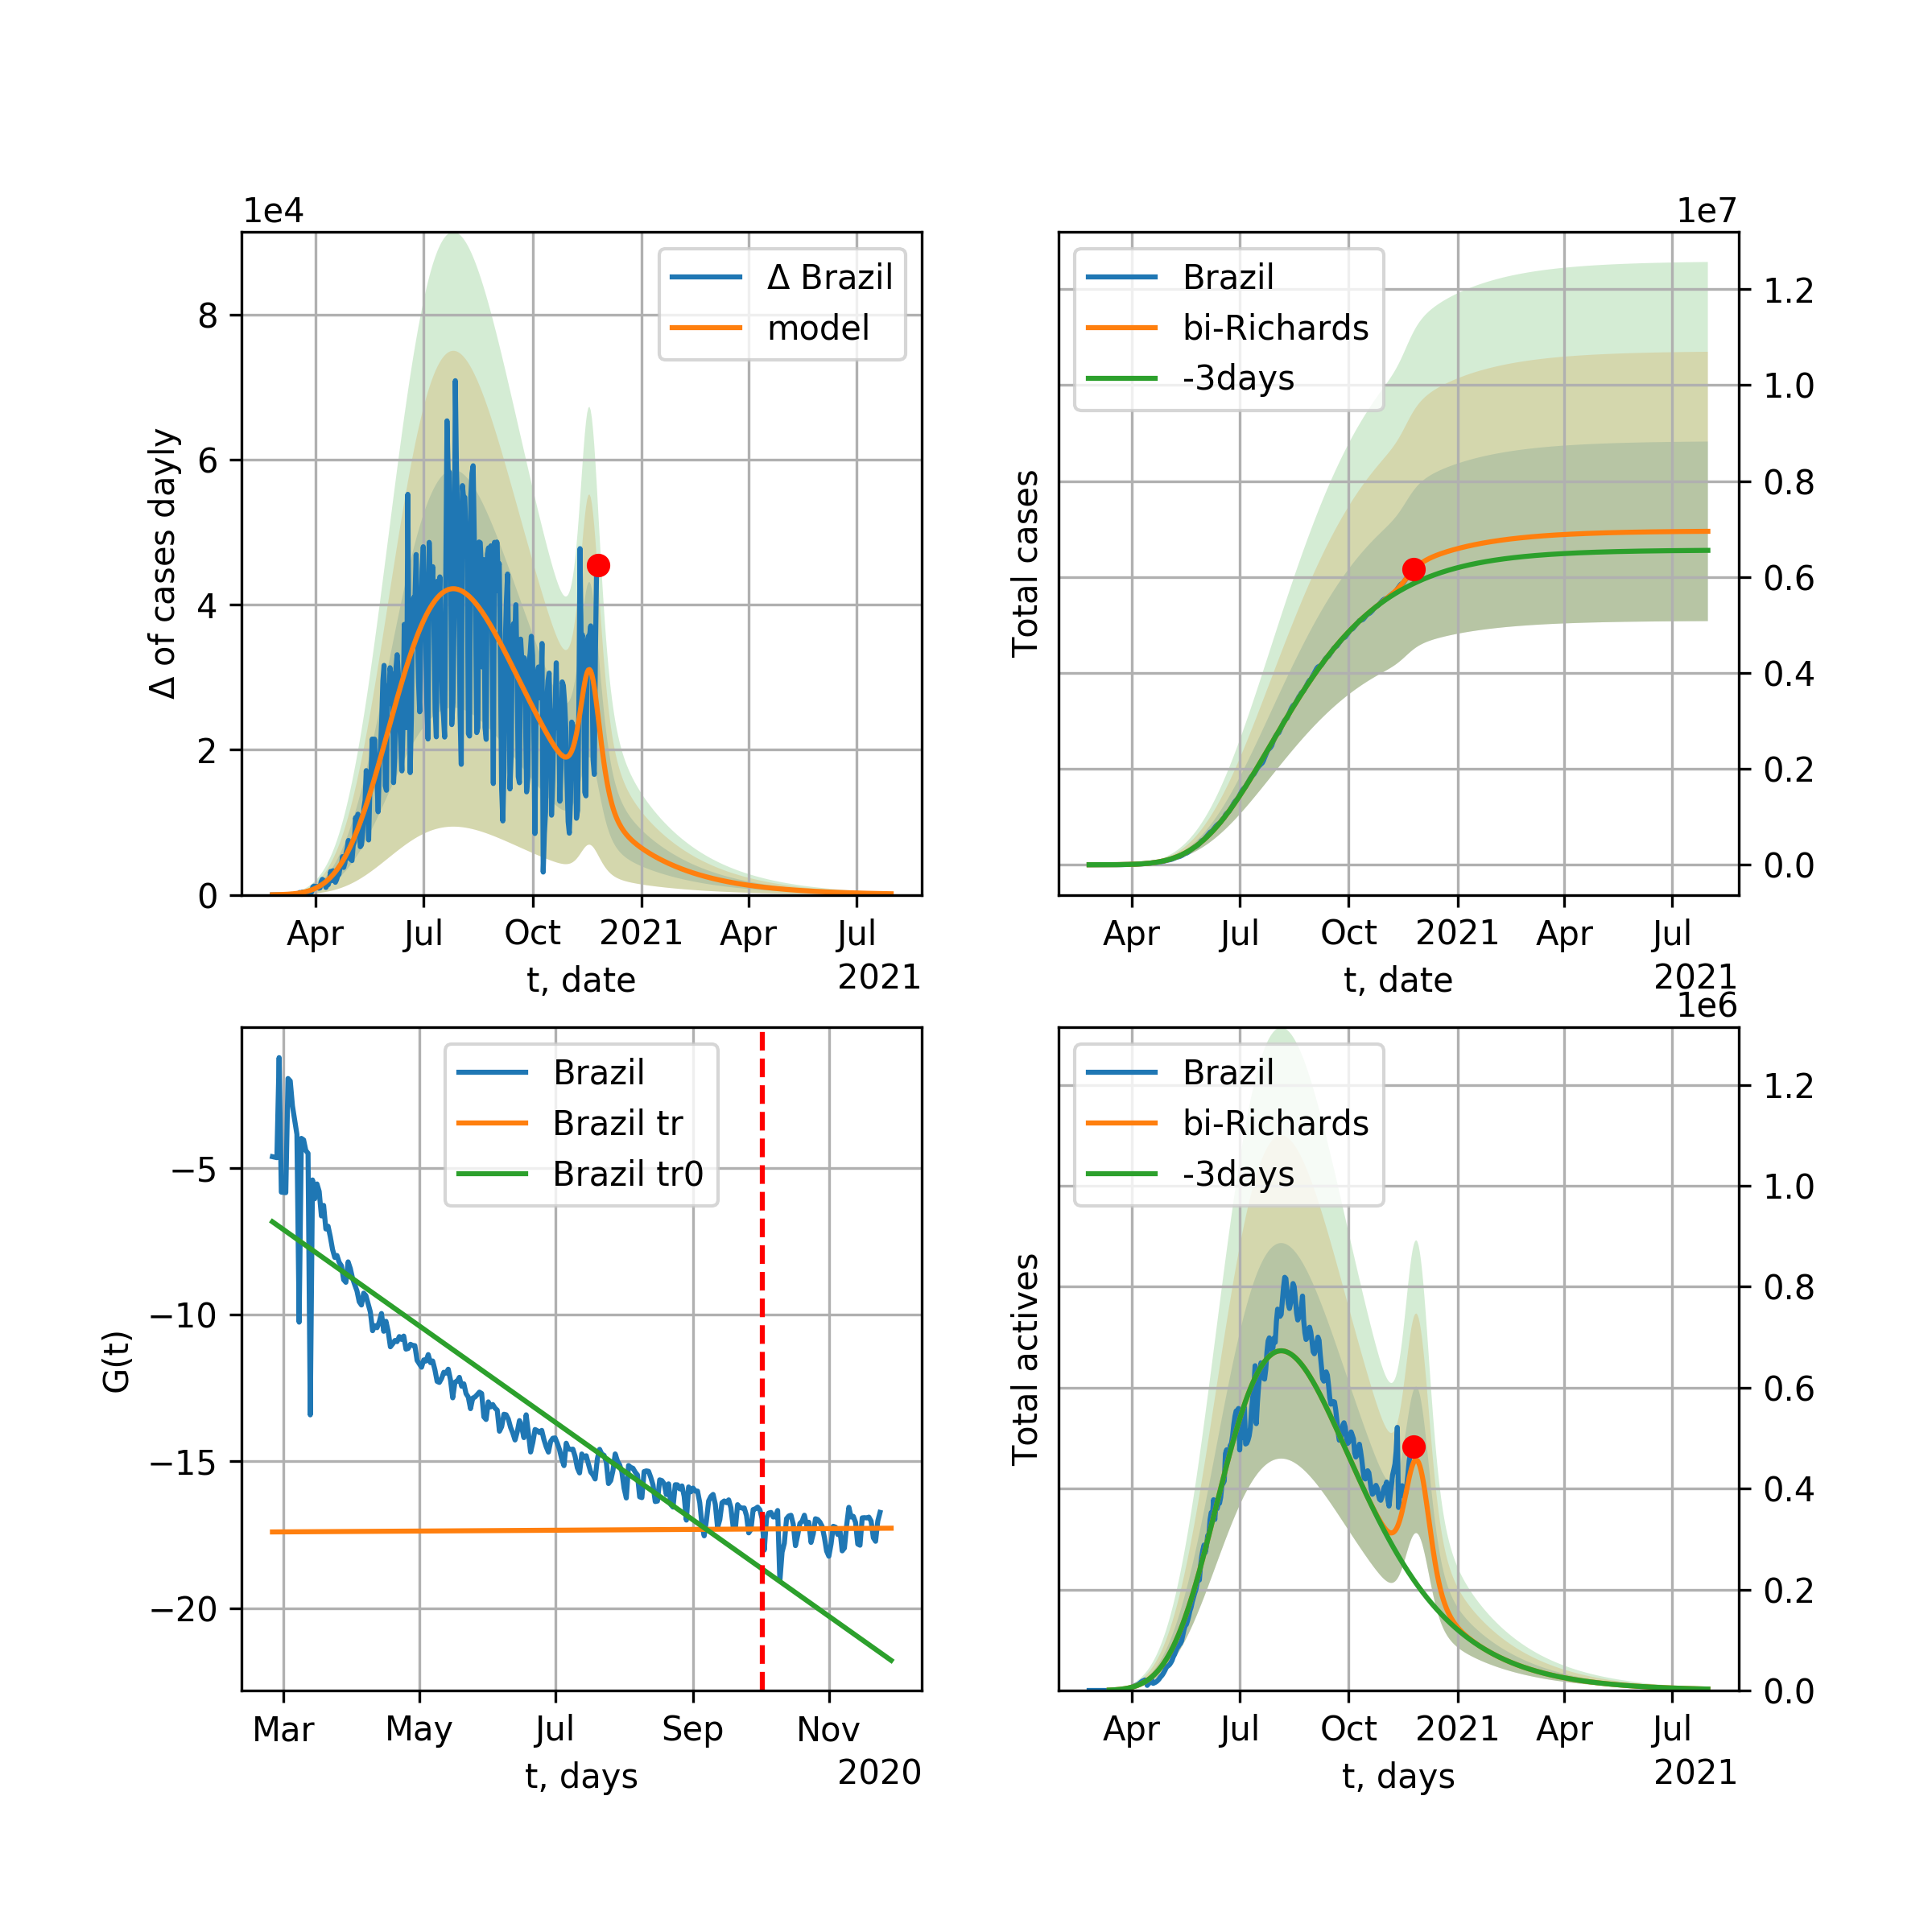 1e4
Δ Brazil
model
8
6
4
2
0
Δ of cases dayly
Apr Jul Oct 2021 Apr Jul
t, date
2021
1e7
Brazil
bi-Richards
-3days
1.2
1.0
0.8
0.6
0.4
0.2
0.0
Total cases
Apr Jul Oct 2021 Apr Jul
t, date
2021
Brazil
Brazil tr
Brazil tr0
−5
−10
−15
−20
G(t)
Mar May Jul Sep Nov
t, days
2020
1e6
Brazil
bi-Richards
-3days
1.2
1.0
0.8
0.6
0.4
0.2
0.0
Total actives
Apr Jul Oct 2021 Apr Jul
t, days
2021